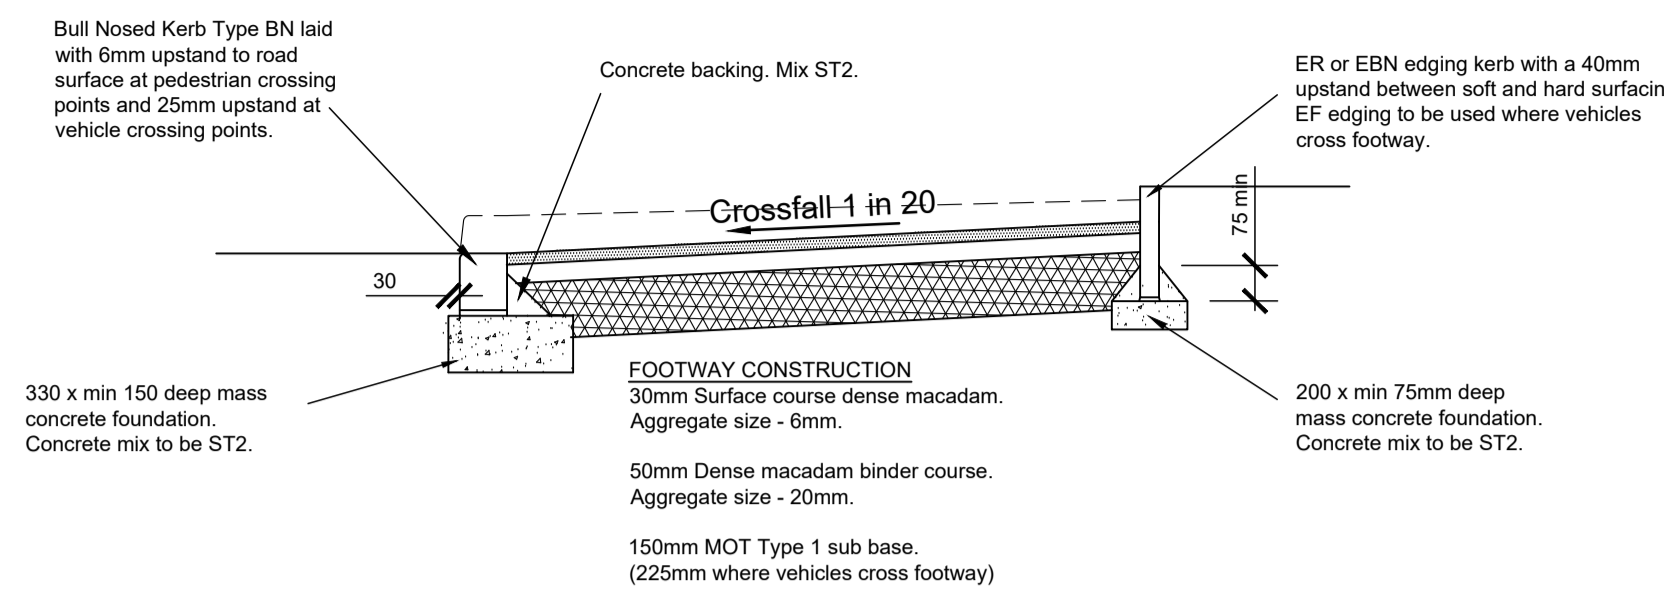 Bull Nosed Kerb Type BN laid
with 6mm upstand to road
surface at pedestrian crossing
points and 25mm upstand at
vehicle crossing points.
Concrete backing. Mix ST2.
ER or EBN edging kerb with a 40mm
upstand between soft and hard surfacin
EF edging to be used where vehicles
cross footway.
Crossfall 1 in 20
75 min
30
330 x min 150 deep mass
concrete foundation.
Concrete mix to be ST2.
FOOTWAY CONSTRUCTION
30mm Surface course dense macadam.
Aggregate size - 6mm.
50mm Dense macadam binder course.
Aggregate size - 20mm.
150mm MOT Type 1 sub base.
(225mm where vehicles cross footway)
200 x min 75mm deep
mass concrete foundation.
Concrete mix to be ST2.